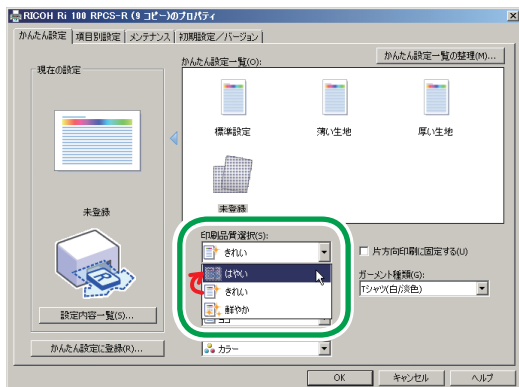 RICOH Ri 100 RPCS-R (9 コピー)のプロパティ
かんたん設定 項目別設定 メンテナンス 初期設定／バージョン
現在の設定
かんたん設定一覧(O):
かんたん設定一覧の整理(M)...
標準設定
薄い生地
厚い生地
未登録
未登録
印刷品質選択(S):
きれい
はやい
きれい
鮮やか
ヨコ
カラー
片方向印刷に固定する(U)
ガーメント種類(G):
Tシャツ(白/淡色)
設定内容一覧(S)...
かんたん設定に登録(R)...
OK
キャンセル
ヘルプ